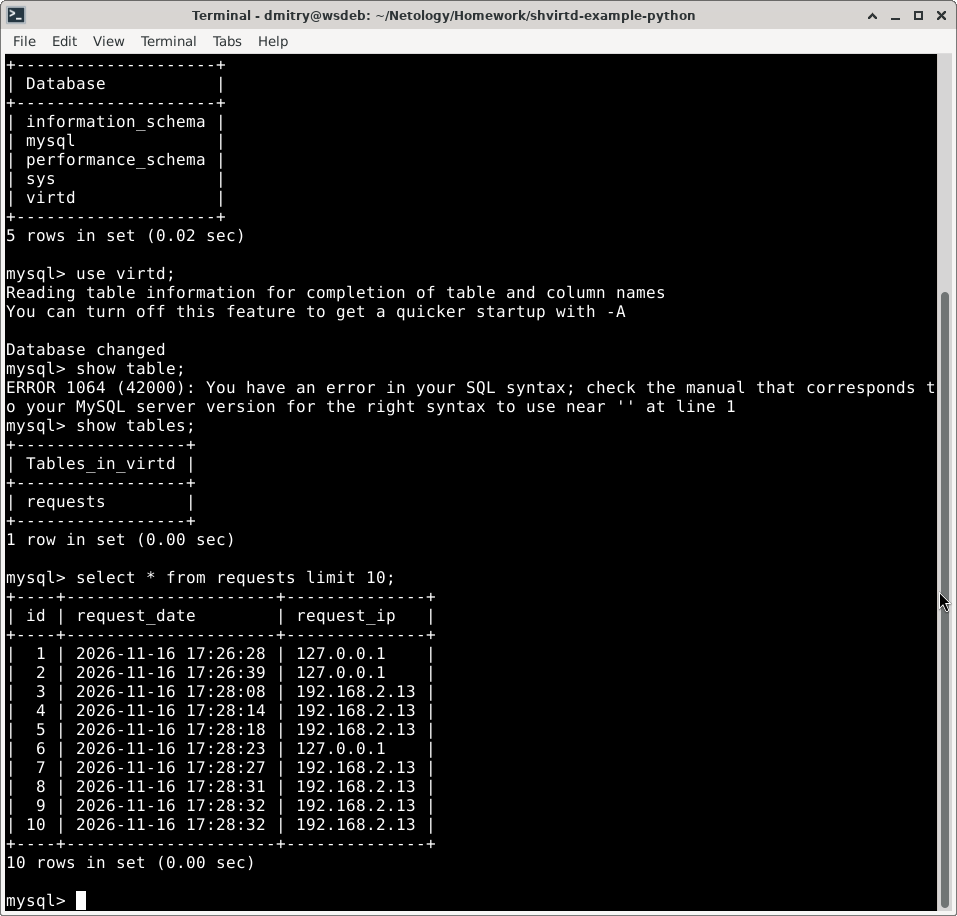 Terminal - dmitry@wsdeb: ~/Netology/Homework/shvirtd-example-python
File Edit View Terminal Tabs Help
+--------------------+
| Database           |
+--------------------+
| information_schema |
| mysql              |
| performance_schema |
| sys                |
| virtd              |
+--------------------+
5 rows in set (0.02 sec)

mysql> use virtd;
Reading table information for completion of table and column names
You can turn off this feature to get a quicker startup with -A

Database changed
mysql> show table;
ERROR 1064 (42000): You have an error in your SQL syntax; check the manual that corresponds t
o your MySQL server version for the right syntax to use near '' at line 1
mysql> show tables;
+-----------------+
| Tables_in_virtd |
+-----------------+
| requests        |
+-----------------+
1 row in set (0.00 sec)

mysql> select * from requests limit 10;
+----+---------------------+--------------+
| id | request_date        | request_ip   |
+----+---------------------+--------------+
|  1 | 2026-11-16 17:26:28 | 127.0.0.1    |
|  2 | 2026-11-16 17:26:39 | 127.0.0.1    |
|  3 | 2026-11-16 17:28:08 | 192.168.2.13 |
|  4 | 2026-11-16 17:28:14 | 192.168.2.13 |
|  5 | 2026-11-16 17:28:18 | 192.168.2.13 |
|  6 | 2026-11-16 17:28:23 | 127.0.0.1    |
|  7 | 2026-11-16 17:28:27 | 192.168.2.13 |
|  8 | 2026-11-16 17:28:31 | 192.168.2.13 |
|  9 | 2026-11-16 17:28:32 | 192.168.2.13 |
| 10 | 2026-11-16 17:28:32 | 192.168.2.13 |
+----+---------------------+--------------+
10 rows in set (0.00 sec)

mysql>